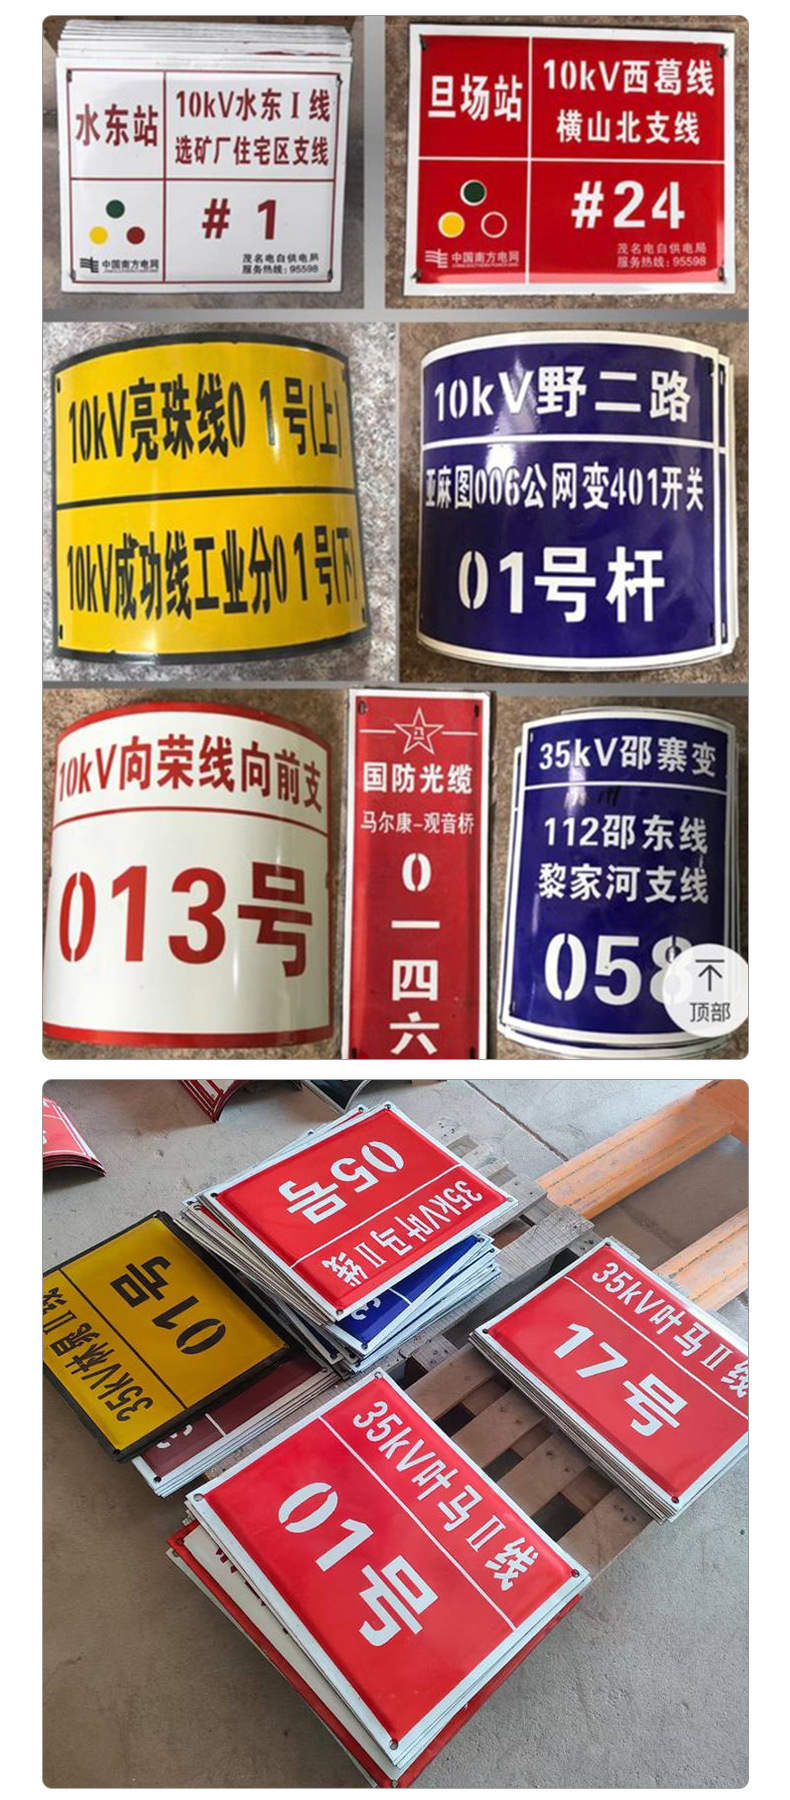 水东站
10kV水东Ⅰ线
选矿厂住宅区支线
# 1
中国南方电网
茂名电白供电局
服务热线:95598
旦场站
10kV西葛线
横山北支线
#24
中国南方电网
茂名电白供电局
服务热线:95598
10kV亮珠线01号(上)
10kV成功线工业分01号(下)
10kV野二路
亚麻图006公网变401开关
01号杆
10kV向荣线向前支
013号
国防光缆
马尔康-观音桥
0
一
四
六
35kV邵寨变
112邵东线
黎家河支线
058
顶部
35kV叶马Ⅱ线
05号
01号
35kV叶马Ⅱ线
17号
35kV叶马Ⅱ线
01号